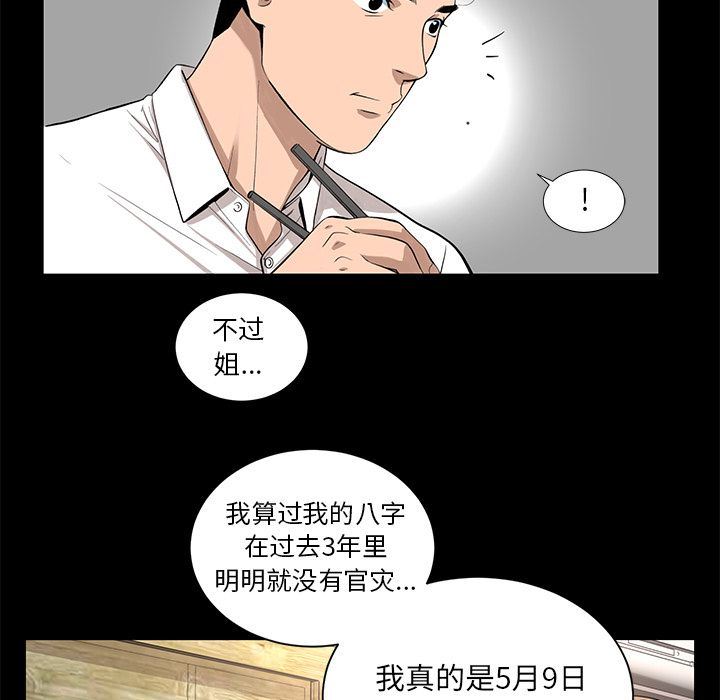 ！
不过
姐...
我算过我的八字
在过去3年里
明明就没有官灾...
我真的是5月9日